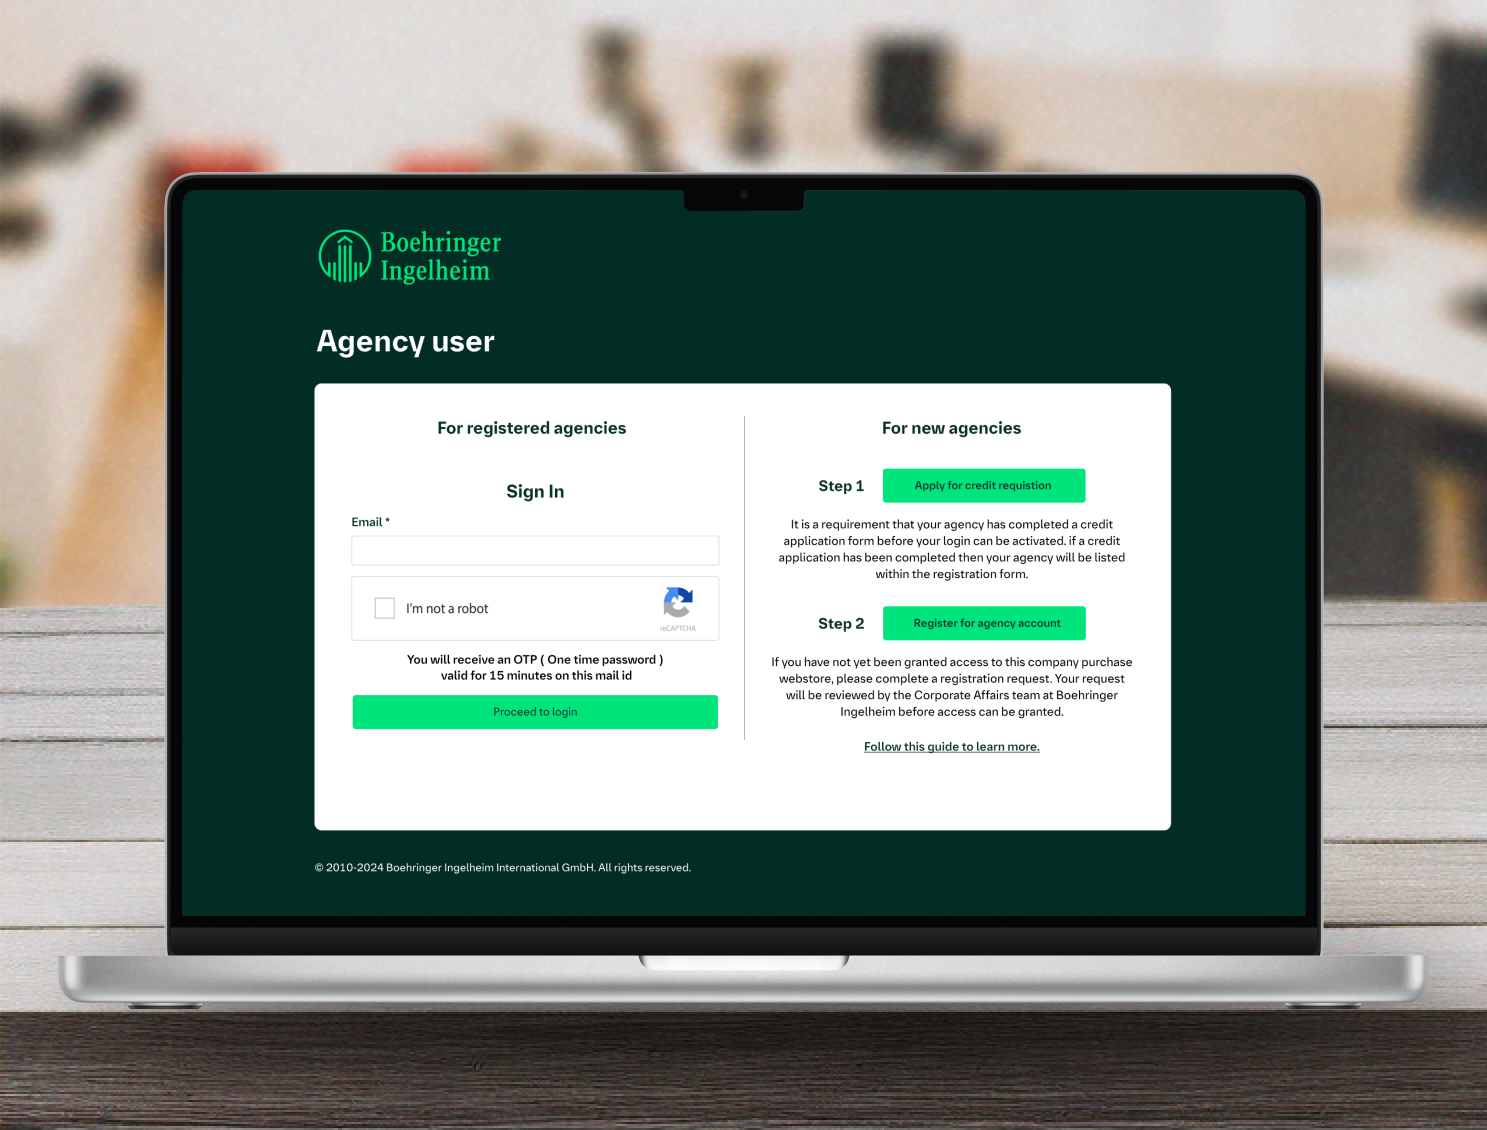 Boehringer
Ingelheim
Agency user
For registered agencies
Sign In
Email *
I'm not a robot
reCAPTCHA
You will receive an OTP ( One time password )
valid for 15 minutes on this mail id
Proceed to login
For new agencies
Step 1
Apply for credit requistion
It is a requirement that your agency has completed a credit
application form before your login can be activated. if a credit
application has been completed then your agency will be listed
within the registration form.
Step 2
Register for agency account
If you have not yet been granted access to this company purchase
webstore, please complete a registration request. Your request
will be reviewed by the Corporate Affairs team at Boehringer
Ingelheim before access can be granted.
Follow this guide to learn more.
© 2010-2024 Boehringer Ingelheim International GmbH. All rights reserved.